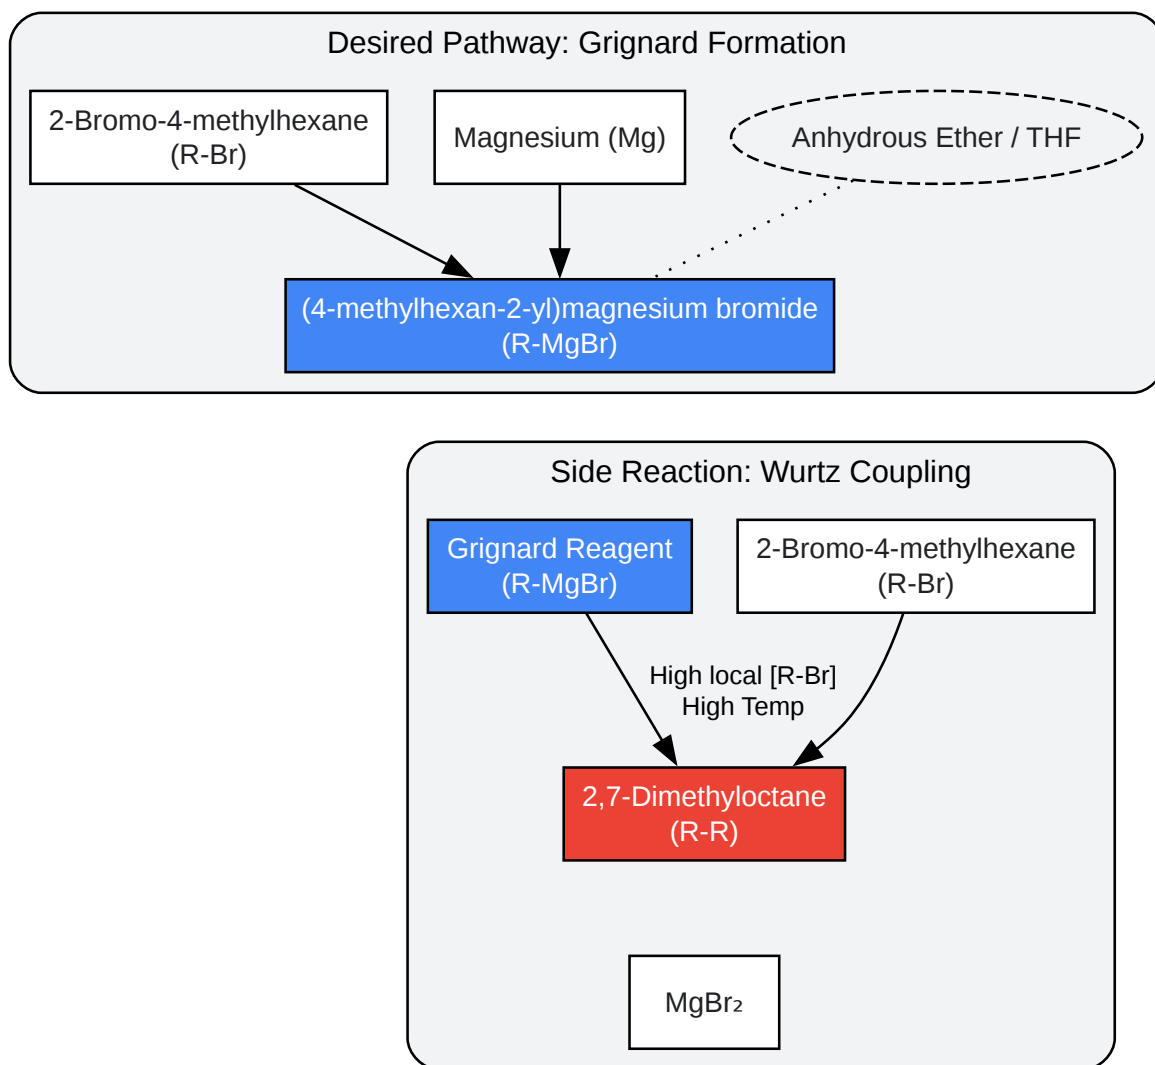 Desired Pathway: Grignard Formation
2-Bromo-4-methylhexane
(R-Br)
Magnesium (Mg)
Anhydrous Ether / THF
(4-methylhexan-2-yl)magnesium bromide
(R-MgBr)
Side Reaction: Wurtz Coupling
Grignard Reagent
(R-MgBr)
2-Bromo-4-methylhexane
(R-Br)
High local [R-Br]
High Temp
2,7-Dimethyloctane
(R-R)
MgBr₂